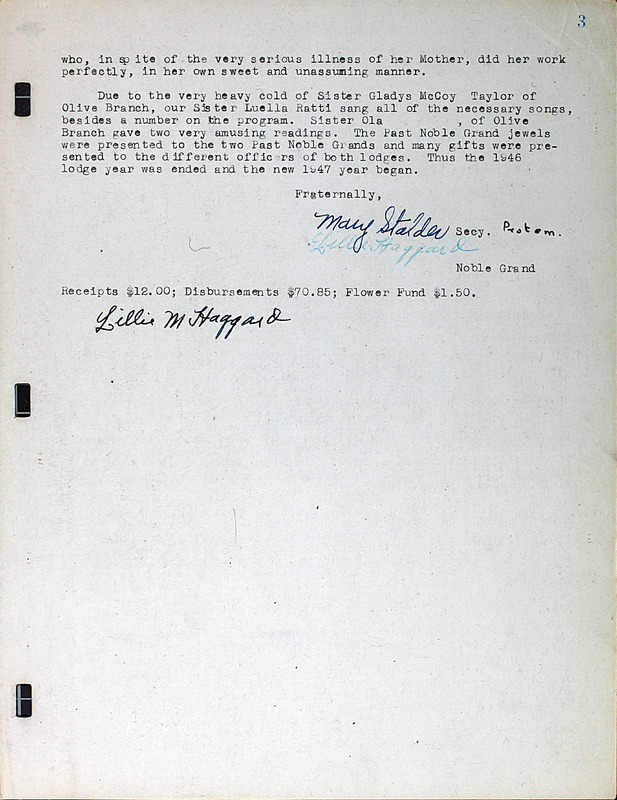 3
who, in spite of the very serious illness of her Mother, did her work
perfectly, in her own sweet and unassuming manner.
Due to the very heavy cold of Sister Gladys McCoy Taylor of
Olive Branch, our Sister Luella Ratti sang all of the necessary songs,
besides a number on the program. Sister Ola , of Olive
Branch gave two very amusing readings. The Past Noble Grand jewels
were presented to the two Past Noble Grands and many gifts were pre-
sented to the different officers of both lodges. Thus the 1946
lodge year was ended and the new 1947 year began.
Fraternally,
Mary Stalder Secy. Protem.
Lillie Haggard
Noble Grand
Receipts $12.00; Disbursements $70.85; Flower Fund $1.50.
Lillie M Haggard